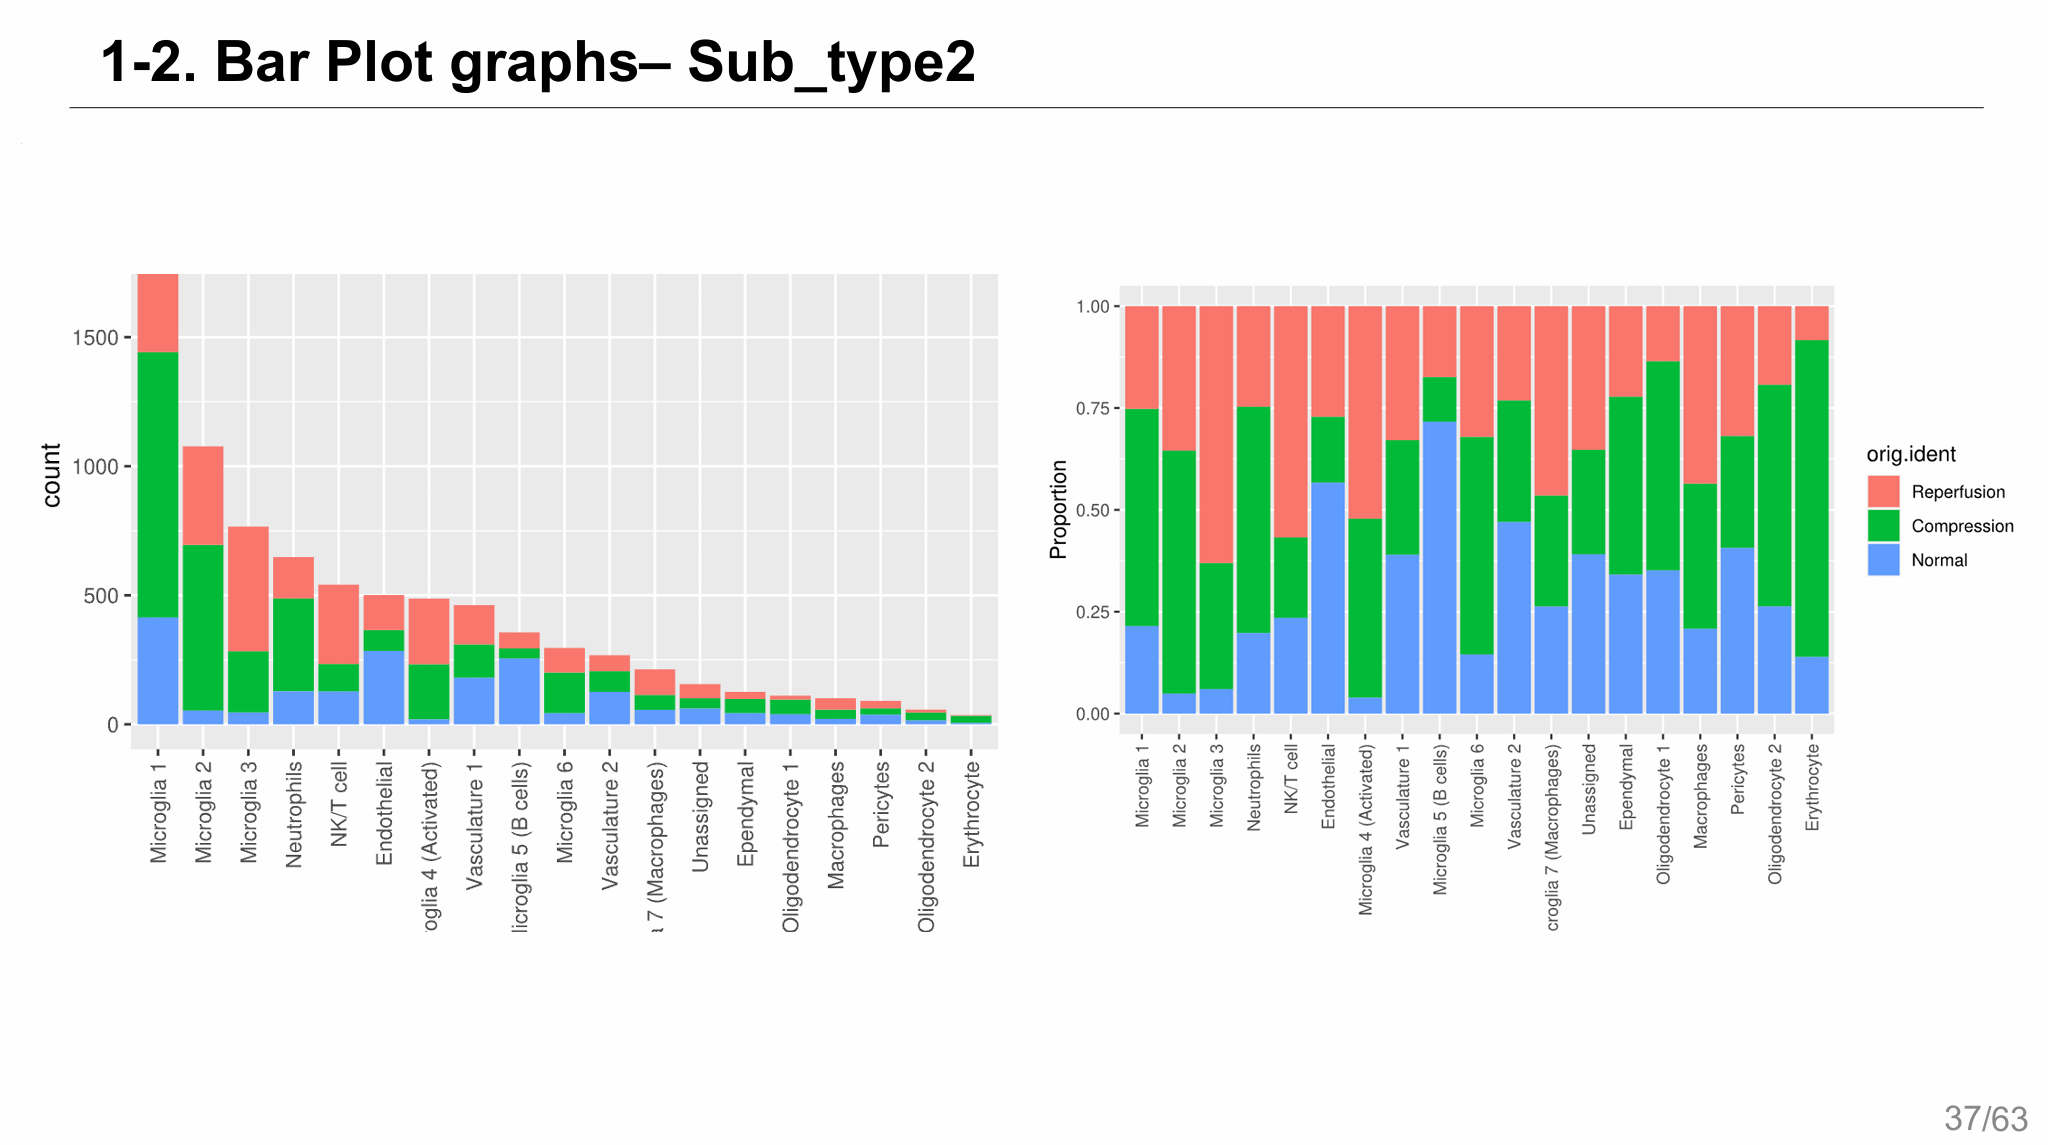 1-2. Bar Plot graphs– Sub_type2
count
1500
1000
500
0
Microglia 1
Microglia 2
Microglia 3
Neutrophils
NK/T cell
Endothelial
roglia 4 (Activated)
Vasculature 1
licroglia 5 (B cells)
Microglia 6
Vasculature 2
a 7 (Macrophages)
Unassigned
Ependymal
Oligodendrocyte 1
Macrophages
Pericytes
Oligodendrocyte 2
Erythrocyte
Proportion
1.00
0.75
0.50
0.25
0.00
Microglia 1
Microglia 2
Microglia 3
Neutrophils
NK/T cell
Endothelial
Microglia 4 (Activated)
Vasculature 1
Microglia 5 (B cells)
Microglia 6
Vasculature 2
croglia 7 (Macrophages)
Unassigned
Ependymal
Oligodendrocyte 1
Macrophages
Pericytes
Oligodendrocyte 2
Erythrocyte
orig.ident
Reperfusion
Compression
Normal
37/63